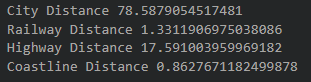 City Distance 78.5879054517481
Railway Distance 1.3311906975038086
Highway Distance 17.591003959969182
Coastline Distance 0.8627671182499878